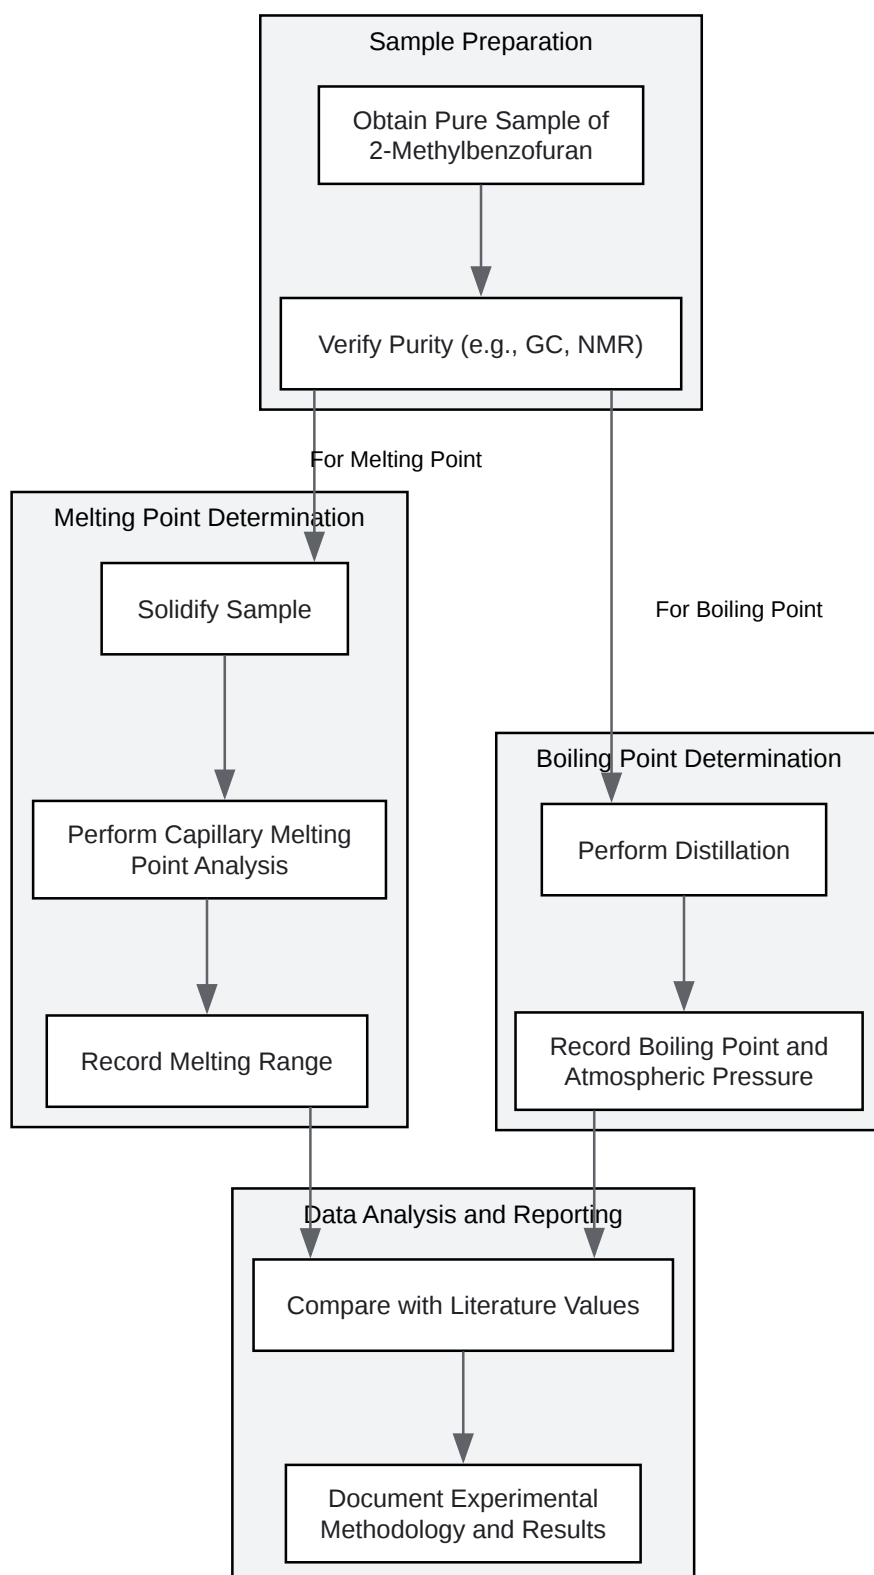 Sample Preparation
Obtain Pure Sample of
2-Methylbenzofuran
Verify Purity (e.g., GC, NMR)
For Melting Point
Melting Point Determination
Solidify Sample
For Boiling Point
Boiling Point Determination
Perform Capillary Melting
Point Analysis
Perform Distillation
Record Melting Range
Record Boiling Point and
Atmospheric Pressure
Data Analysis and Reporting
Compare with Literature Values
Document Experimental
Methodology and Results